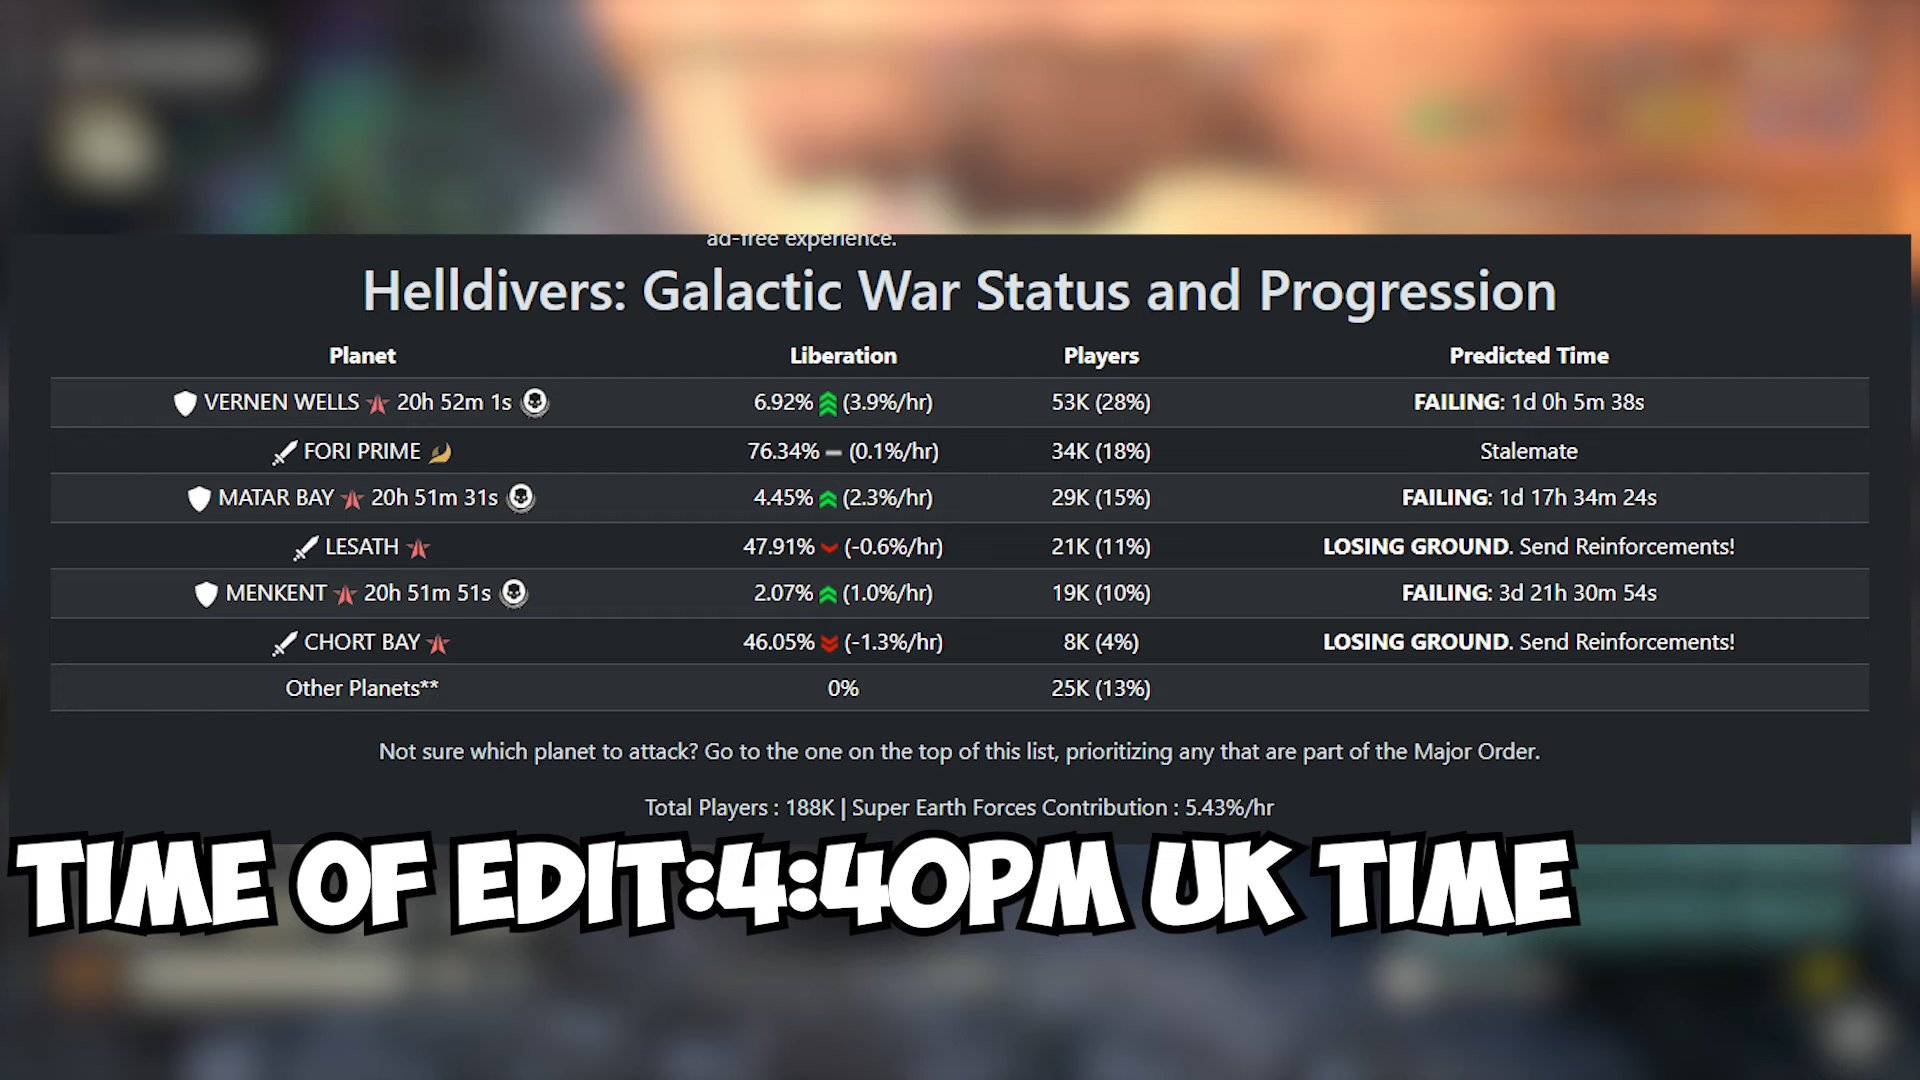 ad-free experience.
Helldivers: Galactic War Status and Progression
Planet Liberation Players Predicted Time
VERNEN WELLS 20h 52m 1s 6.92% (3.9%/hr) 53K (28%) FAILING: 1d 0h 5m 38s
FORI PRIME 76.34% (0.1%/hr) 34K (18%) Stalemate
MATAR BAY 20h 51m 31s 4.45% (2.3%/hr) 29K (15%) FAILING: 1d 17h 34m 24s
LESATH 47.91% (-0.6%/hr) 21K (11%) LOSING GROUND. Send Reinforcements!
MENKENT 20h 51m 51s 2.07% (1.0%/hr) 19K (10%) FAILING: 3d 21h 30m 54s
CHORT BAY 46.05% (-1.3%/hr) 8K (4%) LOSING GROUND. Send Reinforcements!
Other Planets** 0% 25K (13%)
Not sure which planet to attack? Go to the one on the top of this list, prioritizing any that are part of the Major Order.
Total Players : 188K | Super Earth Forces Contribution : 5.43%/hr
TIME OF EDIT:4:40PM UK TIME